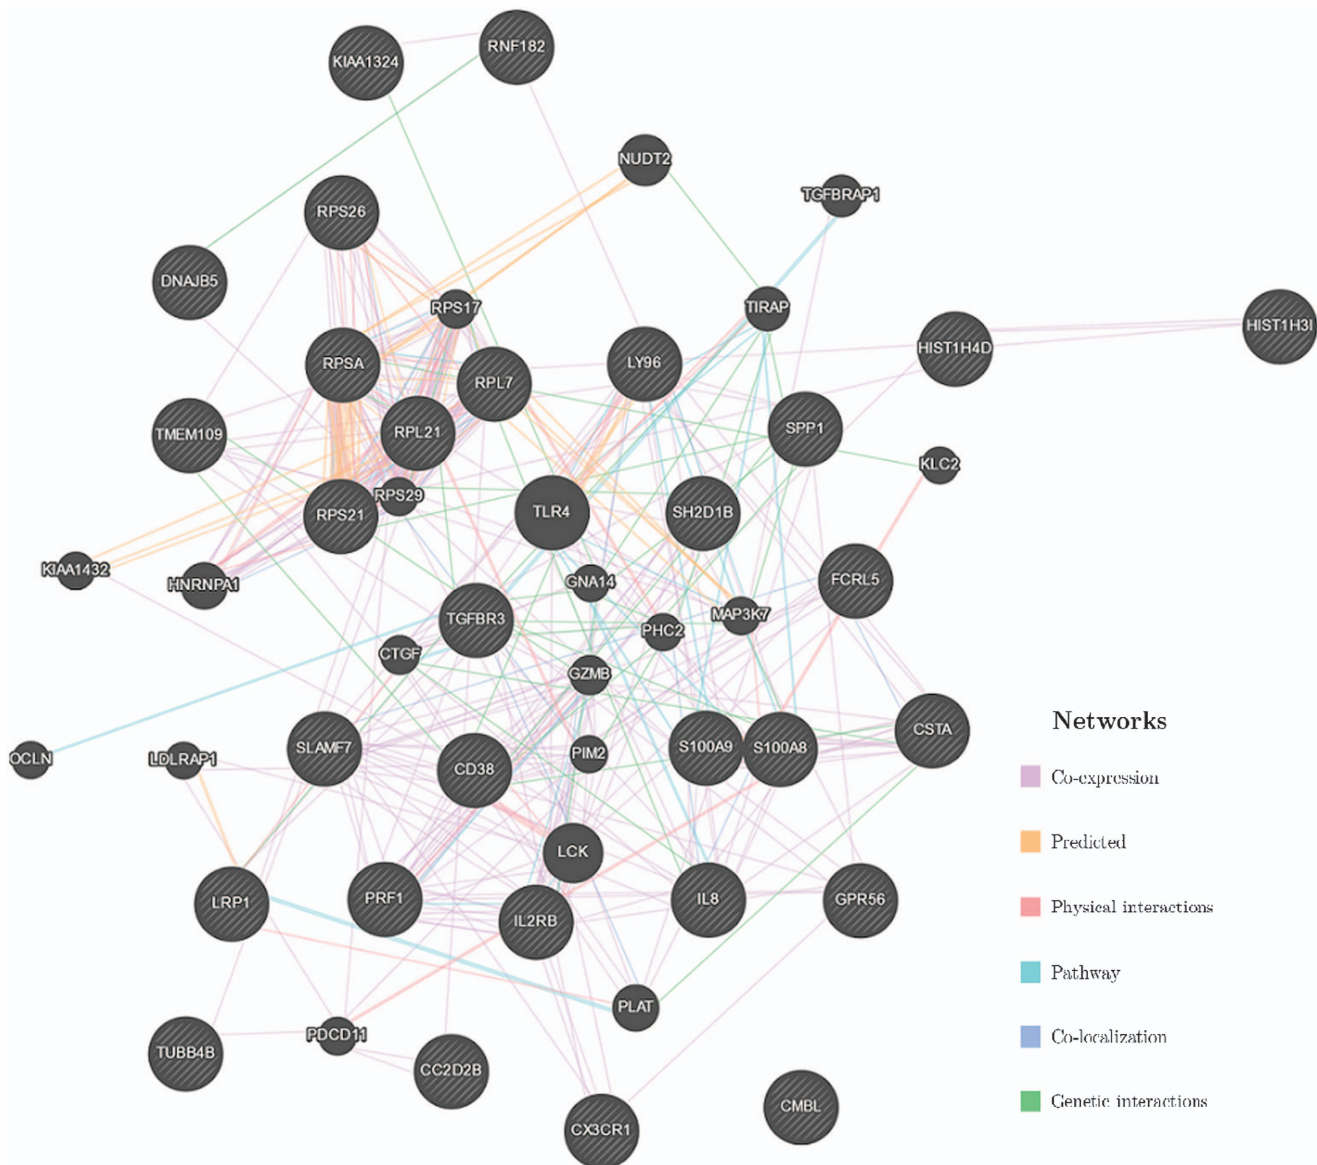 RNF182
KIAA1324
NUDT2
TGFBRAP1
RPS26
DNAJB5
RPS17
TIRAP
HIST1H3I
HIST1H4D
LY96
RPSA
RPL7
SPP1
RPL21
TMEM109
KLC2
RPS29
TLR4
SH2D1B
RPS21
KIAA1432
HNRNPA1
GNA14
FCRL5
MAP3K7
TGFBR3
PHC2
CTGF
GZMB
CSTA
SLAMF7
S100A9
S100A8
PIM2
OCLN
LDLRAP1
CD38
LCK
PRF1
IL8
GPR56
LRP1
IL2RB
PLAT
PDCD11
TUBB4B
CC2D2B
CMBL
CX3CR1
Networks
Co-expression
Predicted
Physical interactions
Pathway
Co-localization
Genetic interactions